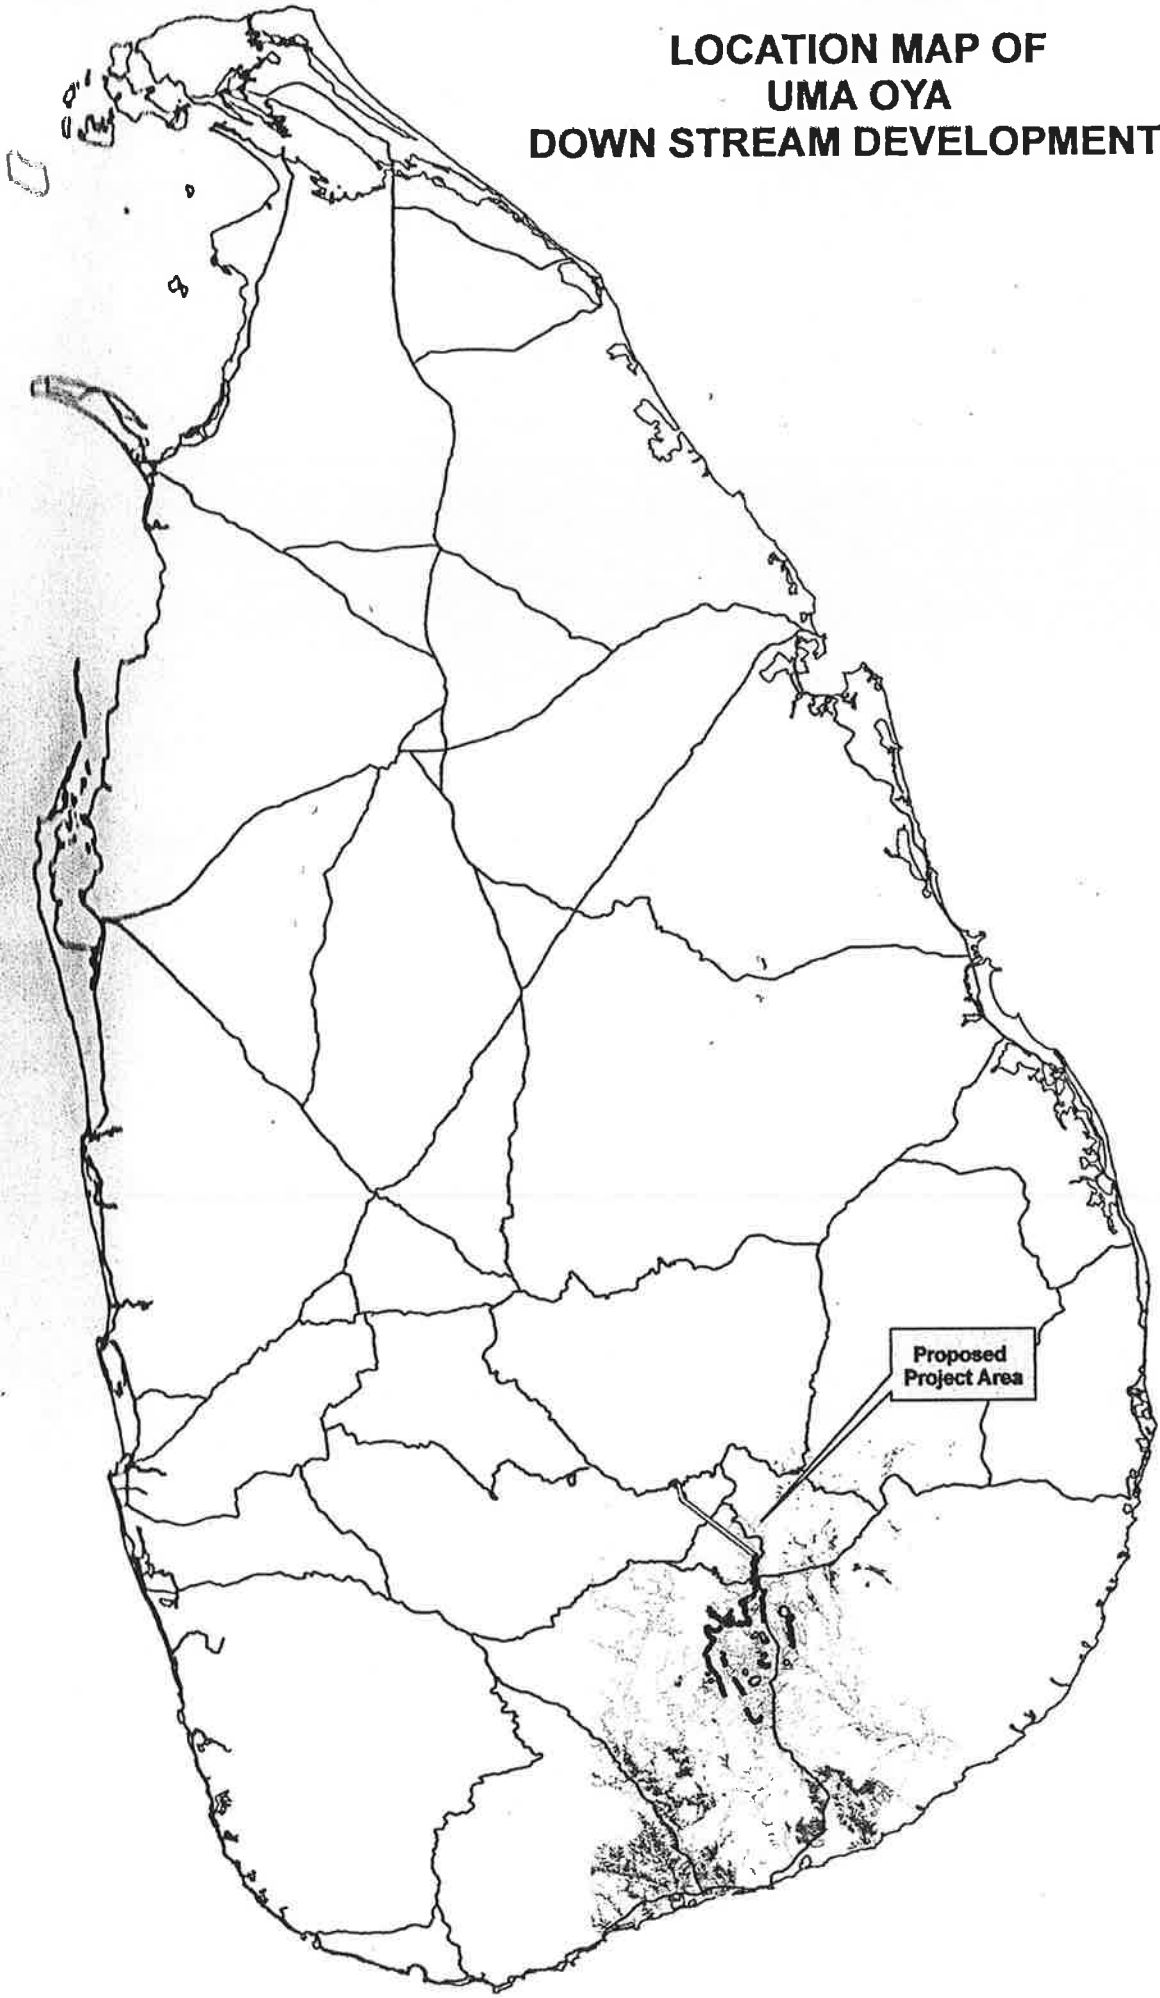 LOCATION MAP OF
UMA OYA
DOWN STREAM DEVELOPMENT
Proposed
Project Area